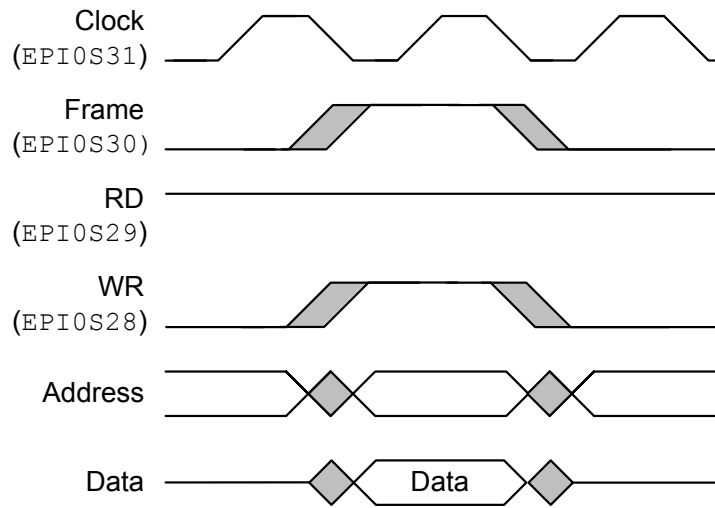 Clock
(EPI0S31)
Frame
(EPI0S30)
RD
(EPI0S29)
WR
(EPI0S28)
Address
Data
Data